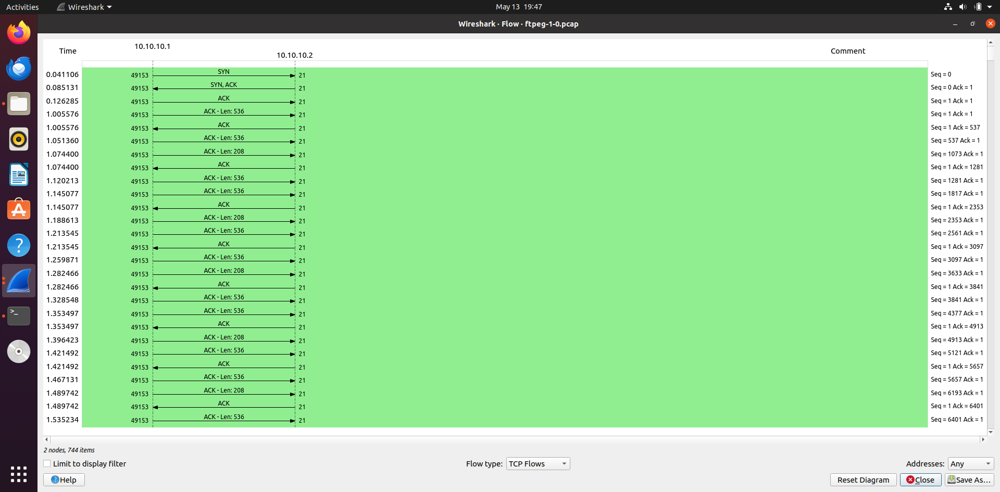 Activities Wireshark May 13 19:47
Wireshark · Flow · ftpeg-1-0.pcap
10.10.10.1
Time Comment
10.10.10.2
0.041106 49153 SYN 21 Seq = 0
0.085131 49153 SYN, ACK 21 Seq = 0 Ack = 1
0.126285 49153 ACK 21 Seq = 1 Ack = 1
1.005576 49153 ACK - Len: 536 21 Seq = 1 Ack = 1
1.005576 49153 ACK 21 Seq = 1 Ack = 537
1.051360 49153 ACK - Len: 536 21 Seq = 537 Ack = 1
1.074400 49153 ACK - Len: 208 21 Seq = 1073 Ack = 1
1.074400 49153 ACK 21 Seq = 1 Ack = 1281
1.120213 49153 ACK - Len: 536 21 Seq = 1281 Ack = 1
1.145077 49153 ACK - Len: 536 21 Seq = 1817 Ack = 1
1.145077 49153 ACK 21 Seq = 1 Ack = 2353
1.188613 49153 ACK - Len: 208 21 Seq = 2353 Ack = 1
1.213545 49153 ACK - Len: 536 21 Seq = 2561 Ack = 1
1.213545 49153 ACK 21 Seq = 1 Ack = 3097
1.259871 49153 ACK - Len: 536 21 Seq = 3097 Ack = 1
1.282466 49153 ACK - Len: 208 21 Seq = 3633 Ack = 1
1.282466 49153 ACK 21 Seq = 1 Ack = 3841
1.328548 49153 ACK - Len: 536 21 Seq = 3841 Ack = 1
1.353497 49153 ACK - Len: 536 21 Seq = 4377 Ack = 1
1.353497 49153 ACK 21 Seq = 1 Ack = 4913
1.396423 49153 ACK - Len: 208 21 Seq = 4913 Ack = 1
1.421492 49153 ACK - Len: 536 21 Seq = 5121 Ack = 1
1.421492 49153 ACK 21 Seq = 1 Ack = 5657
1.467131 49153 ACK - Len: 536 21 Seq = 5657 Ack = 1
1.489742 49153 ACK - Len: 208 21 Seq = 6193 Ack = 1
1.489742 49153 ACK 21 Seq = 1 Ack = 6401
1.535234 49153 ACK - Len: 536 21 Seq = 6401 Ack = 1
2 nodes, 744 items
Limit to display filter Flow type: TCP Flows Addresses: Any
Help Reset Diagram Close Save As…